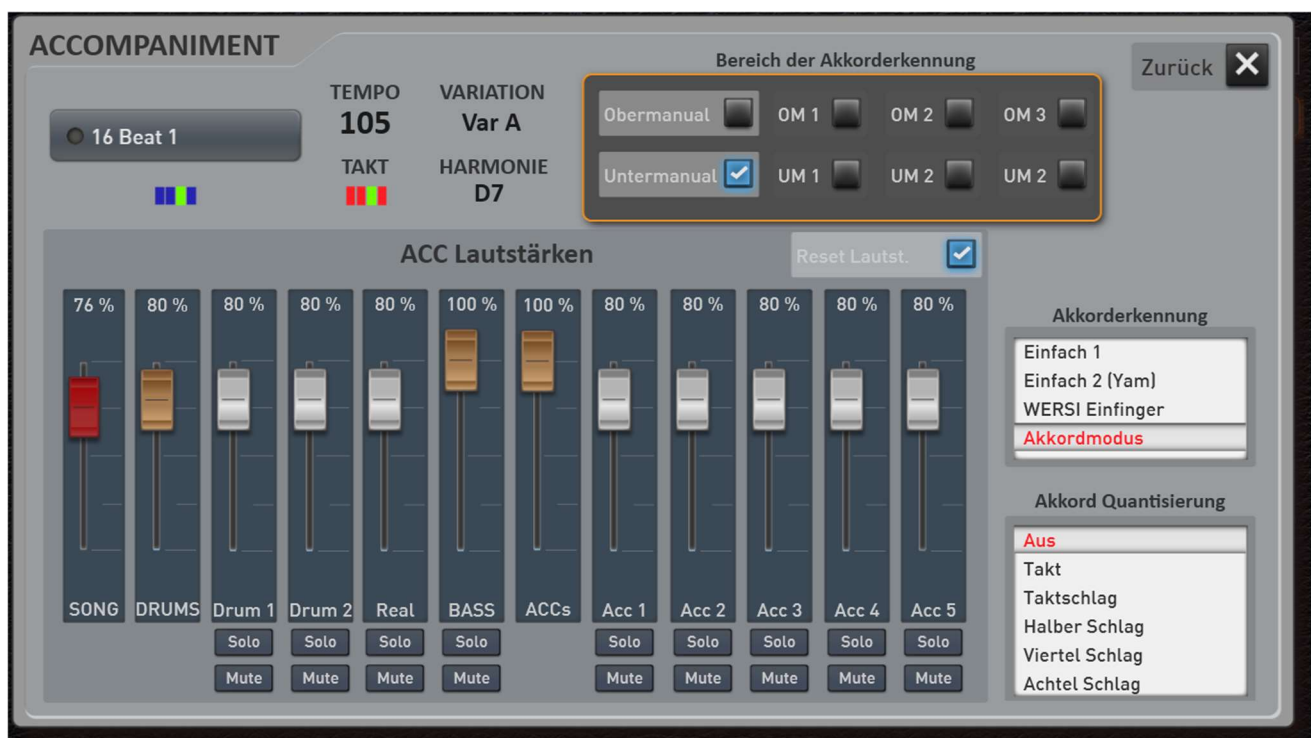 ACCOMPANIMENT
Bereich der Akkorderkennung
Zurück
TEMPO VARIATION
105 Var A
16 Beat 1
TAKT HARMONIE
D7
Obermanual OM 1 OM 2 OM 3
Untermanual UM 1 UM 2 UM 2
ACC Lautstärken
Reset Lautst.
76 % 80 % 80 % 80 % 80 % 100 % 100 % 80 % 80 % 80 % 80 % 80 %
SONG DRUMS Drum 1 Drum 2 Real BASS ACCs Acc 1 Acc 2 Acc 3 Acc 4 Acc 5
Solo Solo Solo Solo Solo Solo Solo Solo Solo
Mute Mute Mute Mute Mute Mute Mute Mute Mute
Akkorderkennung
Einfach 1
Einfach 2 (Yam)
WERSI Einfinger
Akkordmodus
Akkord Quantisierung
Aus
Takt
Taktschlag
Halber Schlag
Viertel Schlag
Achtel Schlag